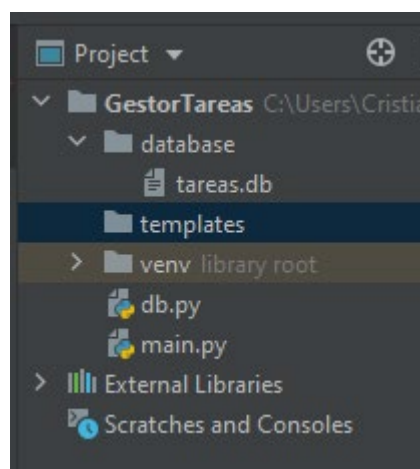 Project
GestorTareas C:\Users\Cristia
database
tareas.db
templates
venv library root
db.py
main.py
External Libraries
Scratches and Consoles